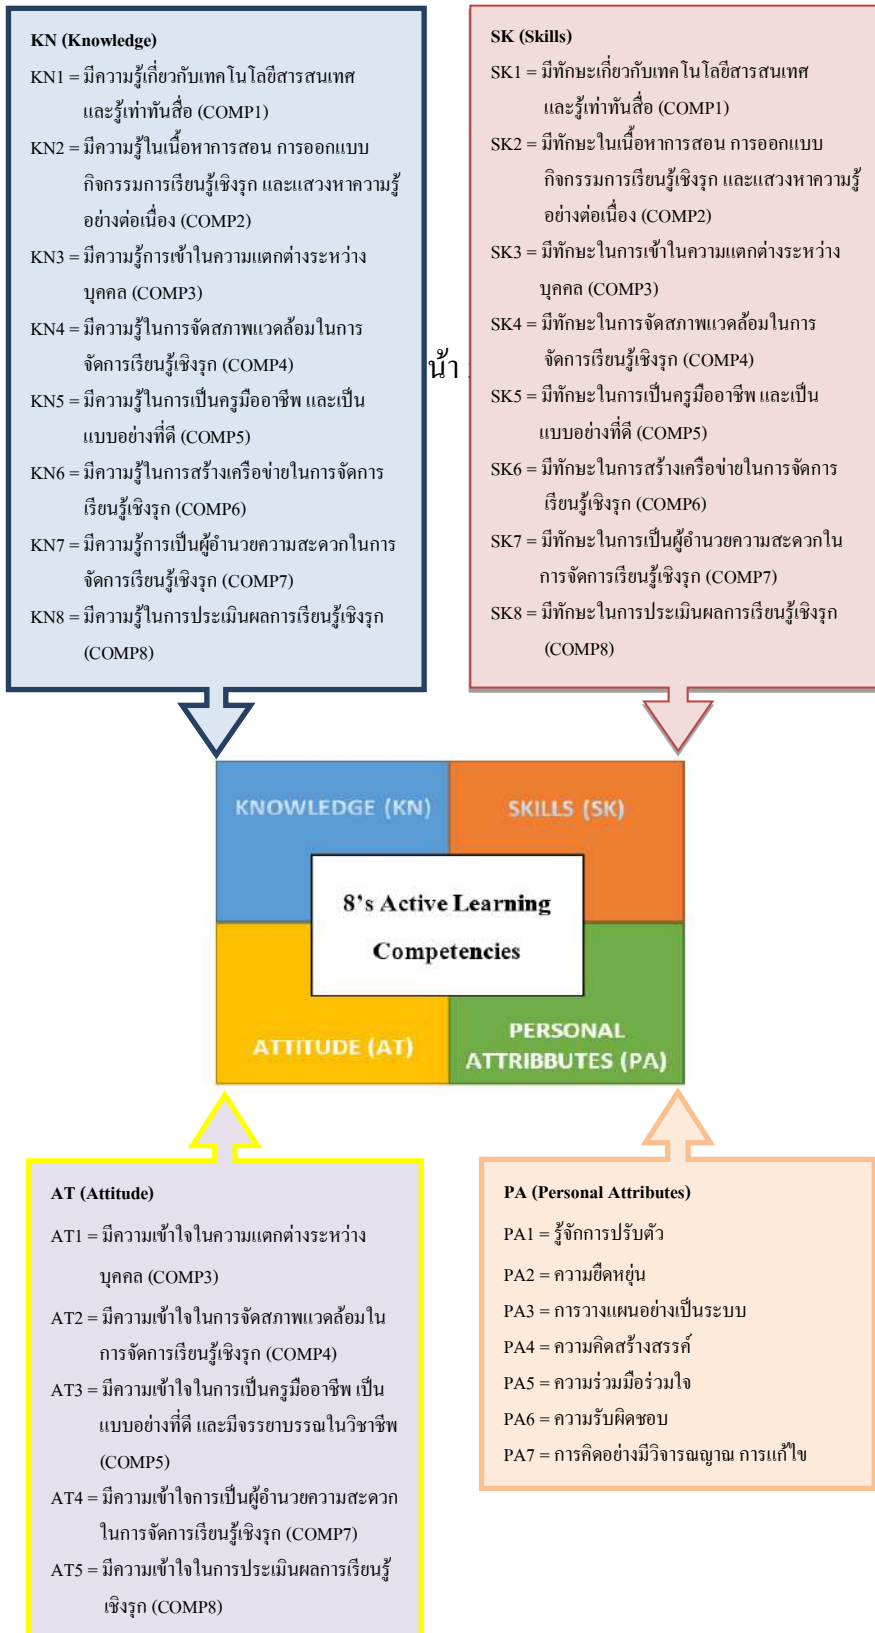 KN (Knowledge)
KN1 = มีความรู้เกี่ยวกับเทคโนโลยีสารสนเทศ
และรู้เท่าทันสื่อ (COMP1)
KN2 = มีความรู้ในเนื้อหาการสอน การออกแบบ
กิจกรรมการเรียนรู้เชิงรุก และแสวงหาความรู้
อย่างต่อเนื่อง (COMP2)
KN3 = มีความรู้การเข้าในความแตกต่างระหว่าง
บุคคล (COMP3)
KN4 = มีความรู้ในการจัดสภาพแวดล้อมในการ
จัดการเรียนรู้เชิงรุก (COMP4)
KN5 = มีความรู้ในการเป็นครูมืออาชีพ และเป็น
แบบอย่างที่ดี (COMP5)
KN6 = มีความรู้ในการสร้างเครือข่ายในการจัดการ
เรียนรู้เชิงรุก (COMP6)
KN7 = มีความรู้การเป็นผู้อำนวยความสะดวกในการ
จัดการเรียนรู้เชิงรุก (COMP7)
KN8 = มีความรู้ในการประเมินผลการเรียนรู้เชิงรุก
(COMP8)
น้า
SK (Skills)
SK1 = มีทักษะเกี่ยวกับเทคโนโลยีสารสนเทศ
และรู้เท่าทันสื่อ (COMP1)
SK2 = มีทักษะในเนื้อหาการสอน การออกแบบ
กิจกรรมการเรียนรู้เชิงรุก และแสวงหาความรู้
อย่างต่อเนื่อง (COMP2)
SK3 = มีทักษะในการเข้าในความแตกต่างระหว่าง
บุคคล (COMP3)
SK4 = มีทักษะในการจัดสภาพแวดล้อมในการ
จัดการเรียนรู้เชิงรุก (COMP4)
SK5 = มีทักษะในการเป็นครูมืออาชีพ และเป็น
แบบอย่างที่ดี (COMP5)
SK6 = มีทักษะในการสร้างเครือข่ายในการจัดการ
เรียนรู้เชิงรุก (COMP6)
SK7 = มีทักษะในการเป็นผู้อำนวยความสะดวกใน
การจัดการเรียนรู้เชิงรุก (COMP7)
SK8 = มีทักษะในการประเมินผลการเรียนรู้เชิงรุก
(COMP8)
KNOWLEDGE (KN)
SKILLS (SK)
8's Active Learning
Competencies
ATTITUDE (AT)
PERSONAL
ATTRIBBUTES (PA)
AT (Attitude)
AT1 = มีความเข้าใจในความแตกต่างระหว่าง
บุคคล (COMP3)
AT2 = มีความเข้าใจในการจัดสภาพแวดล้อมใน
การจัดการเรียนรู้เชิงรุก (COMP4)
AT3 = มีความเข้าใจในการเป็นครูมืออาชีพ เป็น
แบบอย่างที่ดี และมีจรรยาบรรณในวิชาชีพ
(COMP5)
AT4 = มีความเข้าใจการเป็นผู้อำนวยความสะดวก
ในการจัดการเรียนรู้เชิงรุก (COMP7)
AT5 = มีความเข้าใจในการประเมินผลการเรียนรู้
เชิงรุก (COMP8)
PA (Personal Attributes)
PA1 = รู้จักการปรับตัว
PA2 = ความยืดหยุ่น
PA3 = การวางแผนอย่างเป็นระบบ
PA4 = ความคิดสร้างสรรค์
PA5 = ความร่วมมือร่วมใจ
PA6 = ความรับผิดชอบ
PA7 = การคิดอย่างมีวิจารณญาณ การแก้ไข